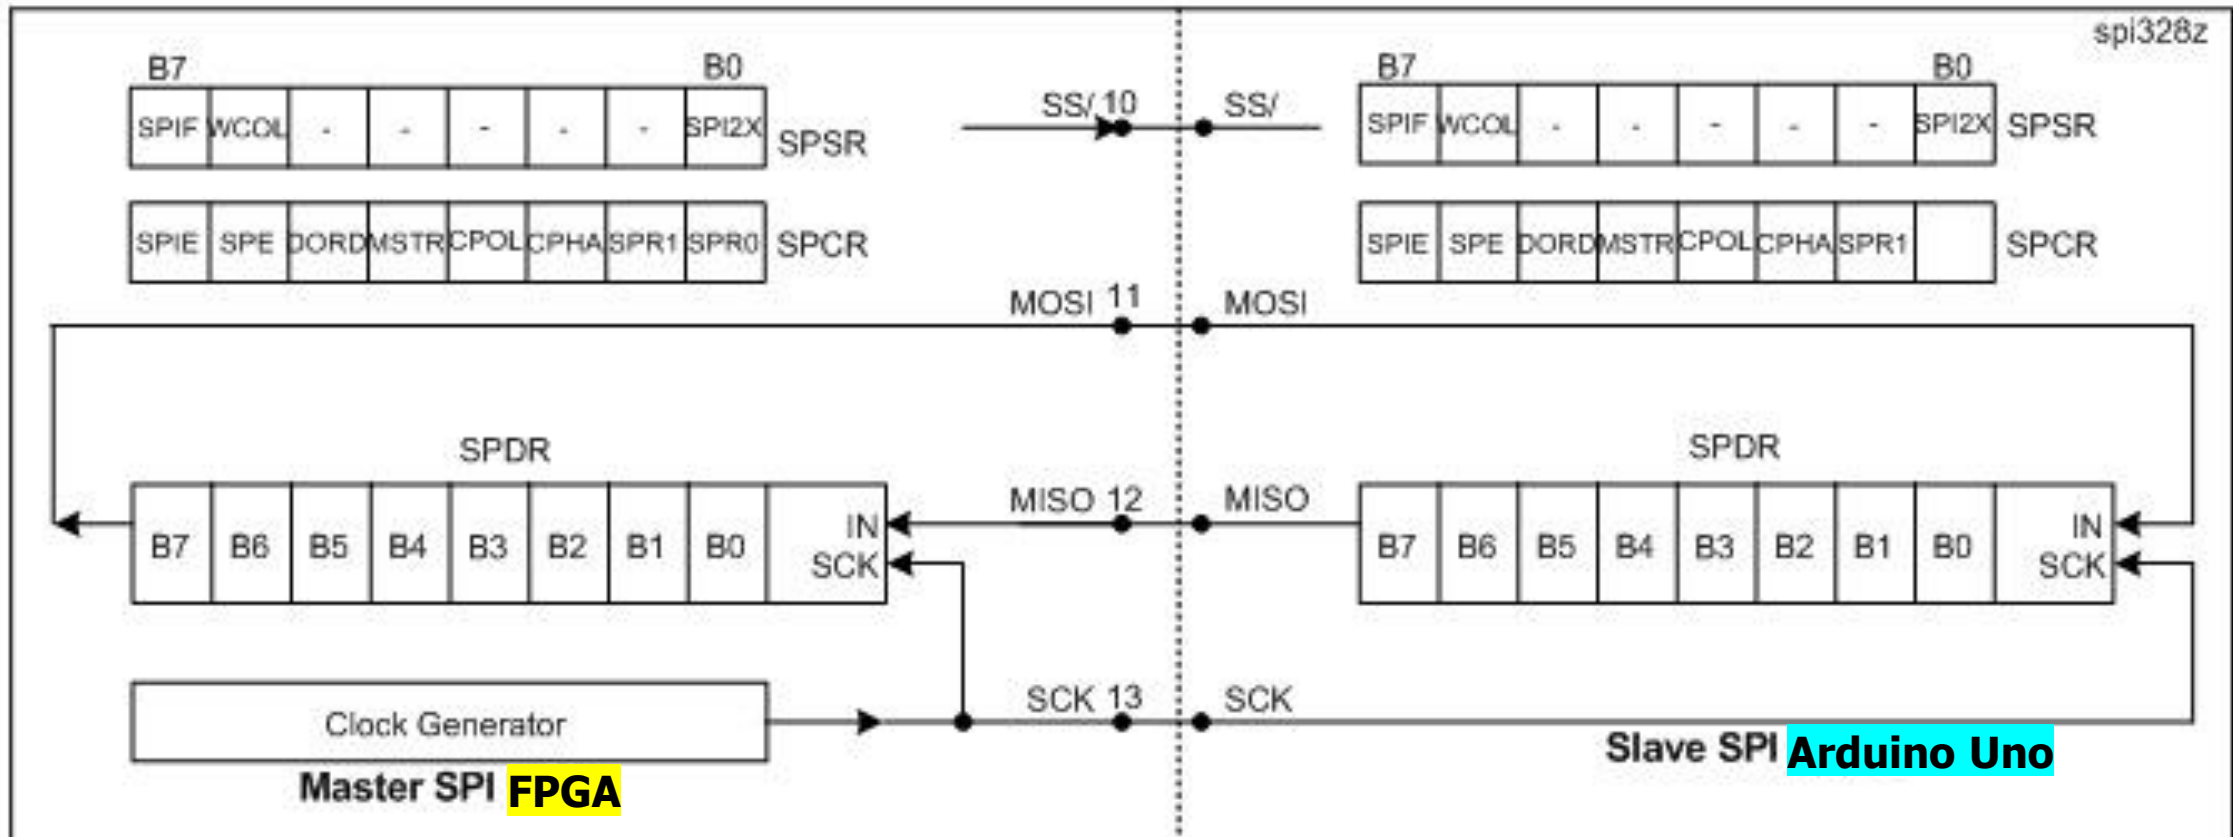 spi328z
B7 B0
SPIF WCOL - - - - - SPI2X SPSR
SPIE SPE DORD MSTR CPOL CPHA SPR1 SPR0 SPCR
SS/ 10 SS/
B7 B0
SPIF WCOL - - - - - SPI2X SPSR
SPIE SPE DORD MSTR CPOL CPHA SPR1 SPCR
MOSI 11 MOSI
SPDR
B7 B6 B5 B4 B3 B2 B1 B0 IN
SCK
MISO 12 MISO
SPDR
B7 B6 B5 B4 B3 B2 B1 B0 IN
SCK
Clock Generator
SCK 13 SCK
Master SPI FPGA
Slave SPI Arduino Uno